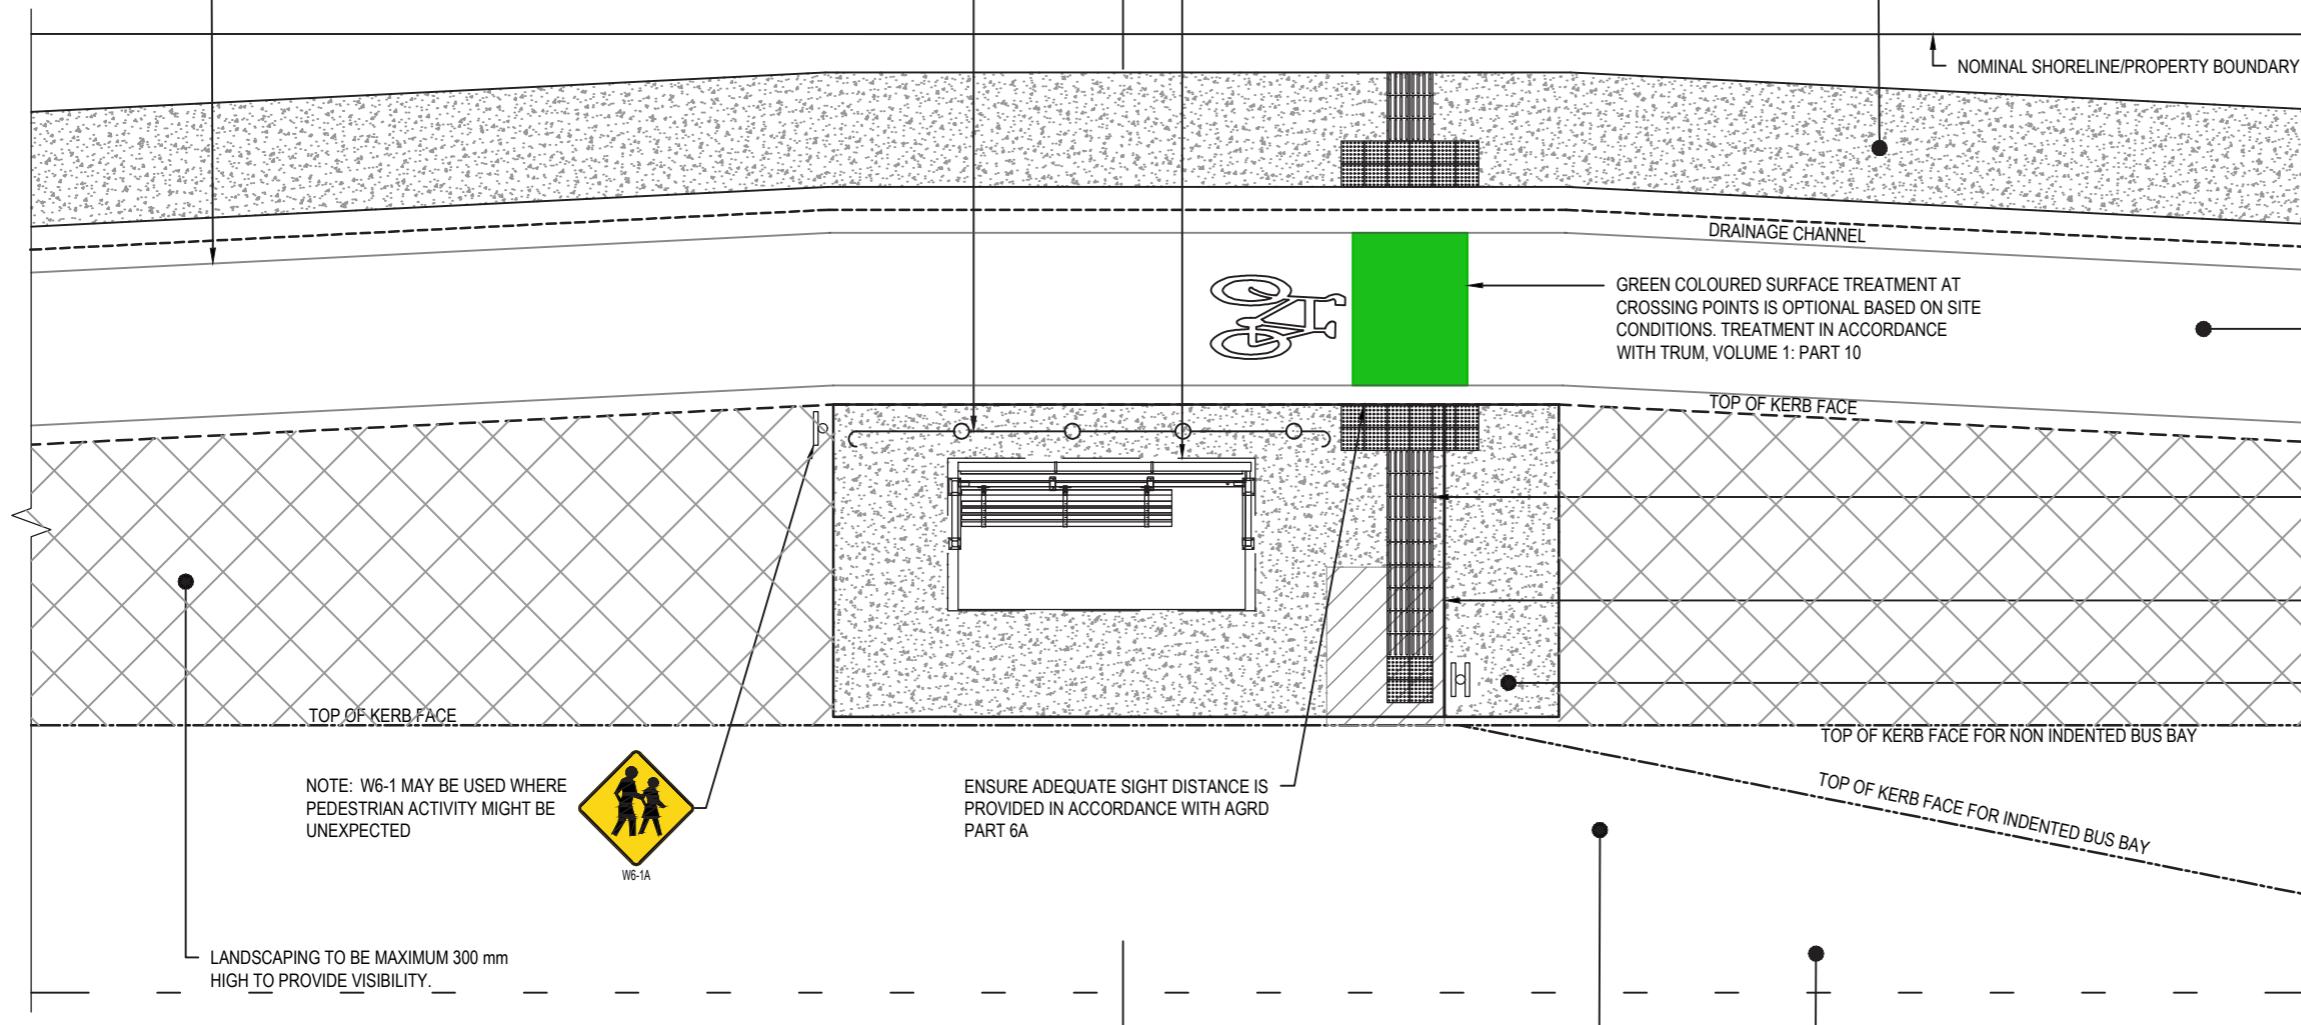 NOMINAL SHORELINE/PROPERTY BOUNDARY
DRAINAGE CHANNEL
GREEN COLOURED SURFACE TREATMENT AT
CROSSING POINTS IS OPTIONAL BASED ON SITE
CONDITIONS. TREATMENT IN ACCORDANCE
WITH TRUM, VOLUME 1: PART 10
TOP OF KERB FACE
TOP OF KERB FACE
TOP OF KERB FACE FOR NON INDENTED BUS BAY
TOP OF KERB FACE FOR INDENTED BUS BAY
NOTE: W6-1 MAY BE USED WHERE
PEDESTRIAN ACTIVITY MIGHT BE
UNEXPECTED
W6-1A
ENSURE ADEQUATE SIGHT DISTANCE IS
PROVIDED IN ACCORDANCE WITH AGRD
PART 6A
LANDSCAPING TO BE MAXIMUM 300 mm
HIGH TO PROVIDE VISIBILITY.